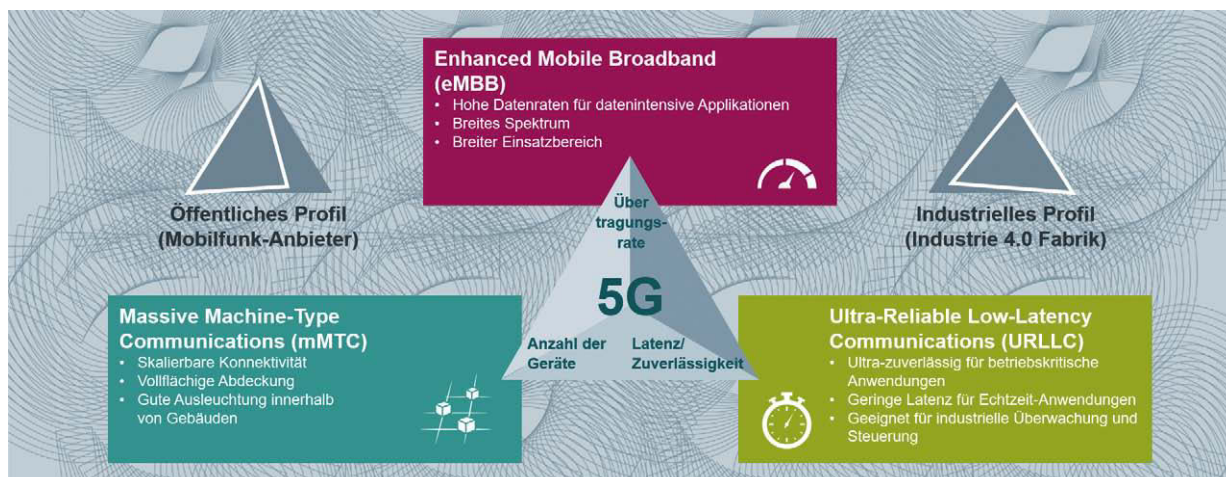 Enhanced Mobile Broadband
(eMBB)
• Hohe Datenraten für datenintensive Applikationen
• Breites Spektrum
• Breiter Einsatzbereich
Öffentliches Profil
(Mobilfunk-Anbieter)
Industrielles Profil
(Industrie 4.0 Fabrik)
Über
tragungs-
rate
5G
Anzahl der
Geräte
Latenz/
Zuverlässigkeit
Massive Machine-Type
Communications (mMTC)
• Skalierbare Konnektivität
• Vollflächige Abdeckung
• Gute Ausleuchtung innerhalb
von Gebäuden
Ultra-Reliable Low-Latency
Communications (URLLC)
• Ultra-zuverlässig für betriebskritische
Anwendungen
• Geringe Latenz für Echtzeit-Anwendungen
• Geeignet für industrielle Überwachung und
Steuerung